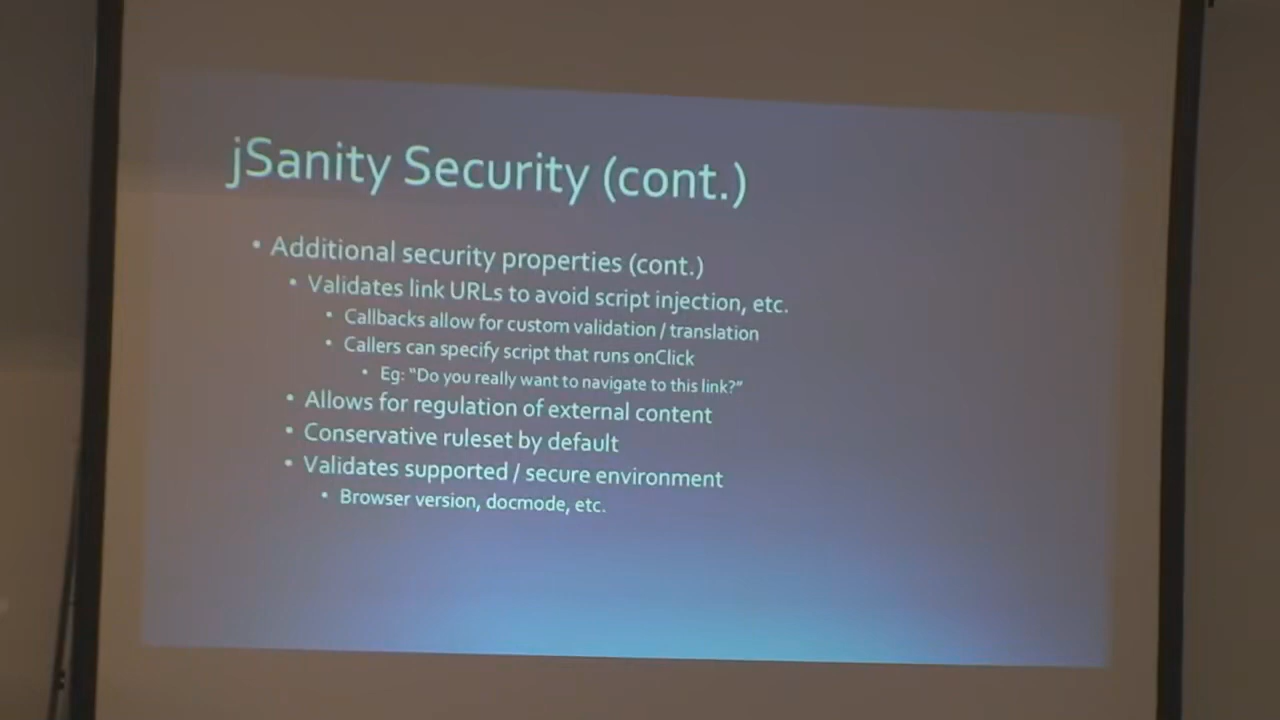 jSanity Security (cont.)
• Additional security properties (cont.)
• Validates link URLs to avoid script injection, etc.
• Callbacks allow for custom validation / translation
• Callers can specify script that runs onClick
• Eg: “Do you really want to navigate to this link?”
• Allows for regulation of external content
• Conservative ruleset by default
• Validates supported / secure environment
• Browser version, docmode, etc.